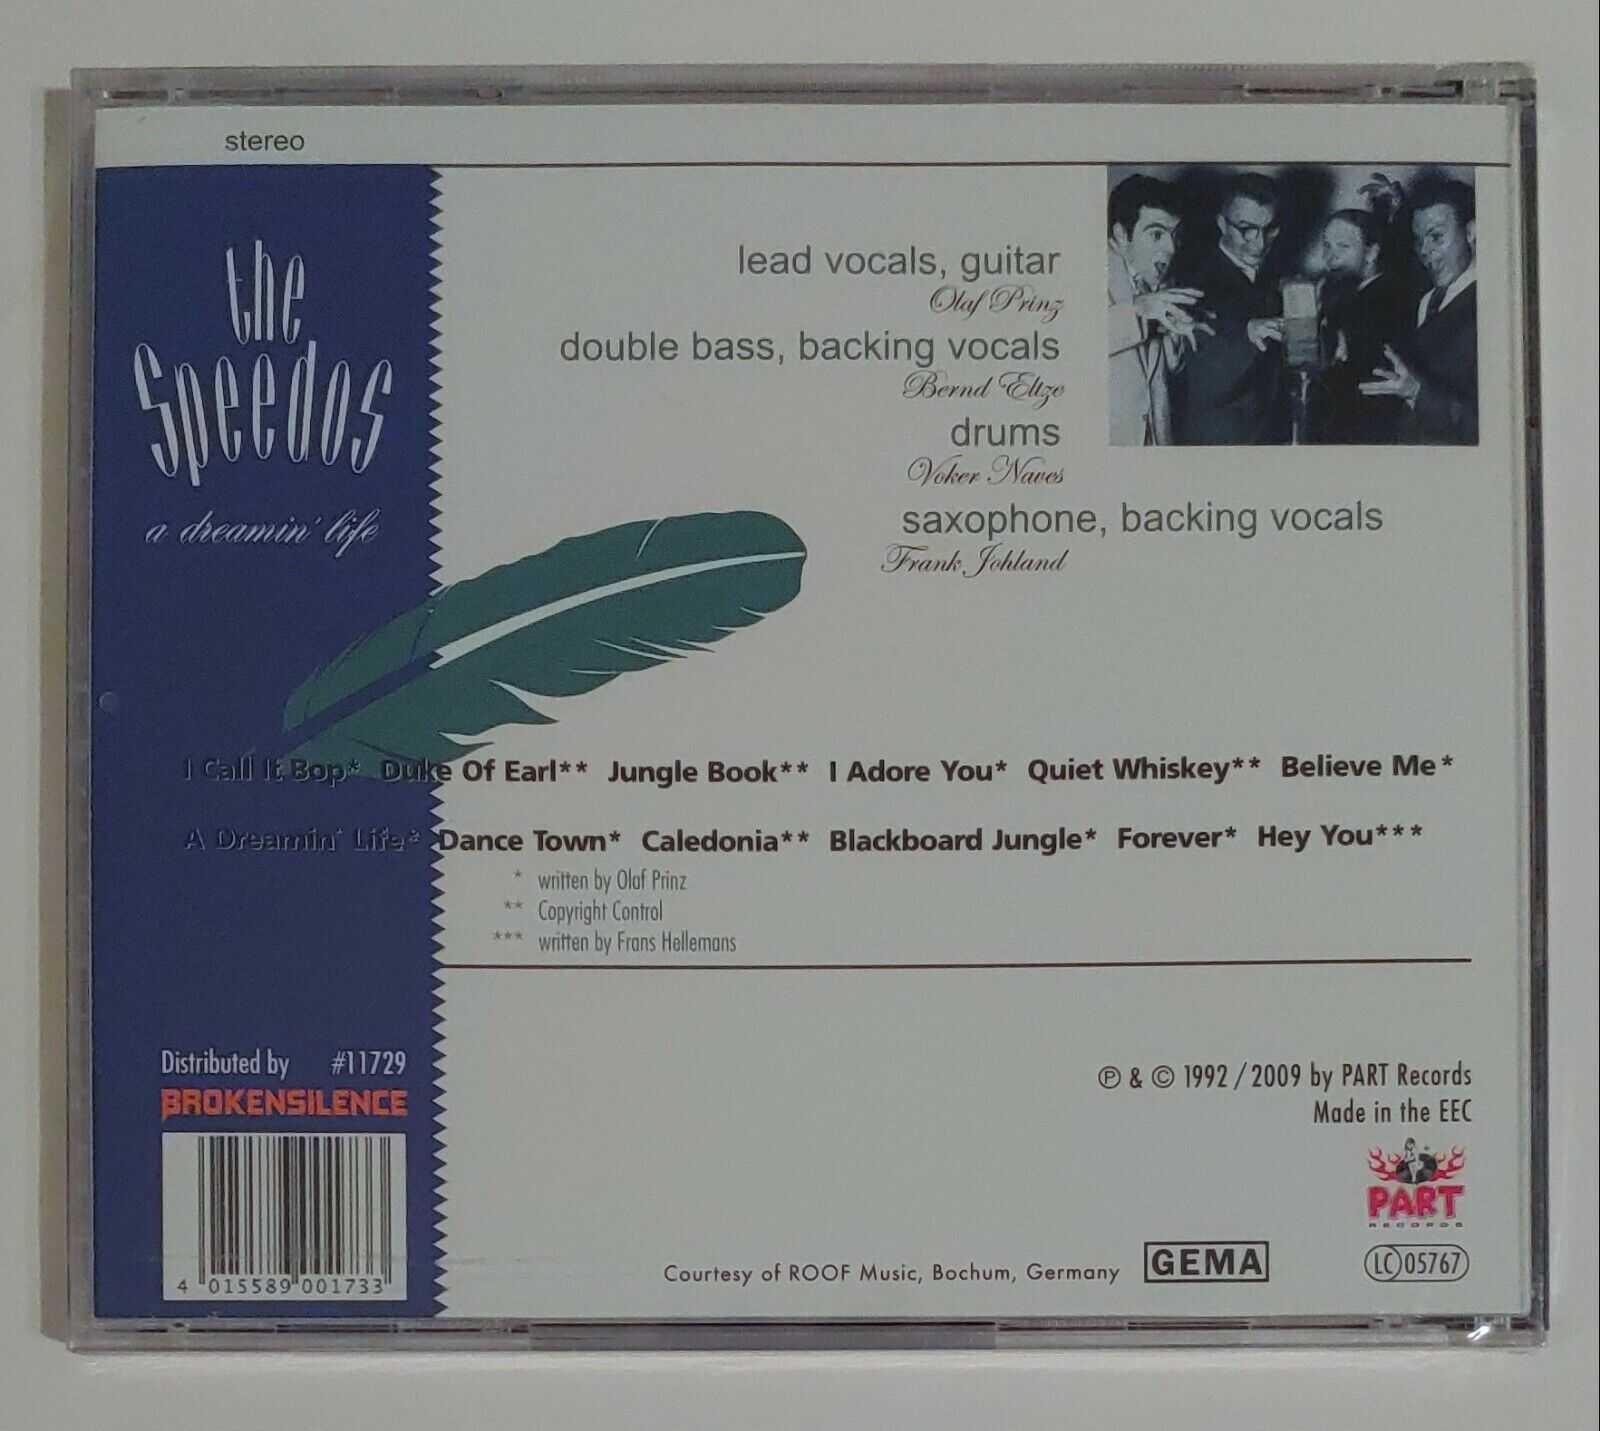 stereo
the
Speedos
a dreamin' life
lead vocals, guitar
Olaf Prinz
double bass, backing vocals
Bernd Eltze
drums
Voker Naves
saxophone, backing vocals
Frank Johland
I Call It Bop* Duke Of Earl** Jungle Book** I Adore You* Quiet Whiskey** Believe Me*
A Dreamin' Life* Dance Town* Caledonia** Blackboard Jungle* Forever* Hey You***
* written by Olaf Prinz
** Copyright Control
*** written by Frans Hellemans
Distributed by #11729
BROKENSILENCE
4 015589 001733
℗ & © 1992 / 2009 by PART Records
Made in the EEC
PART
RECORDS
Courtesy of ROOF Music, Bochum, Germany
GEMA
LC 05767